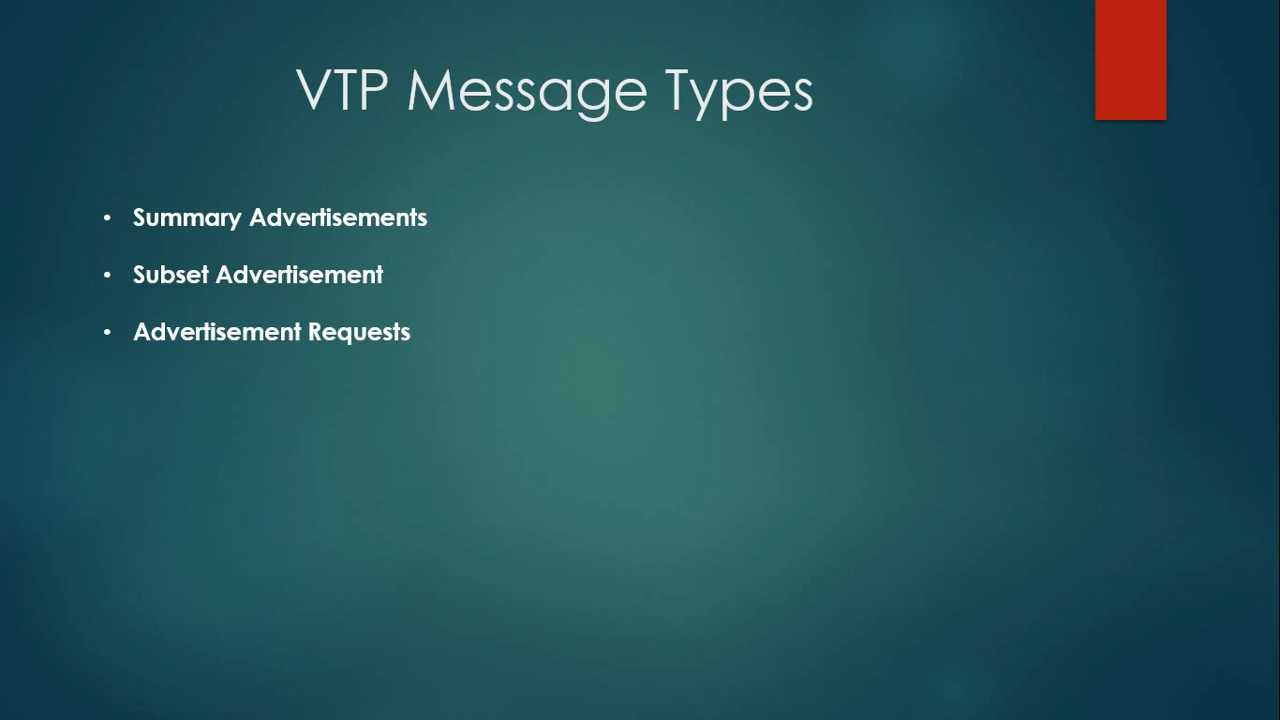 VTP Message Types
• Summary Advertisements
• Subset Advertisement
• Advertisement Requests